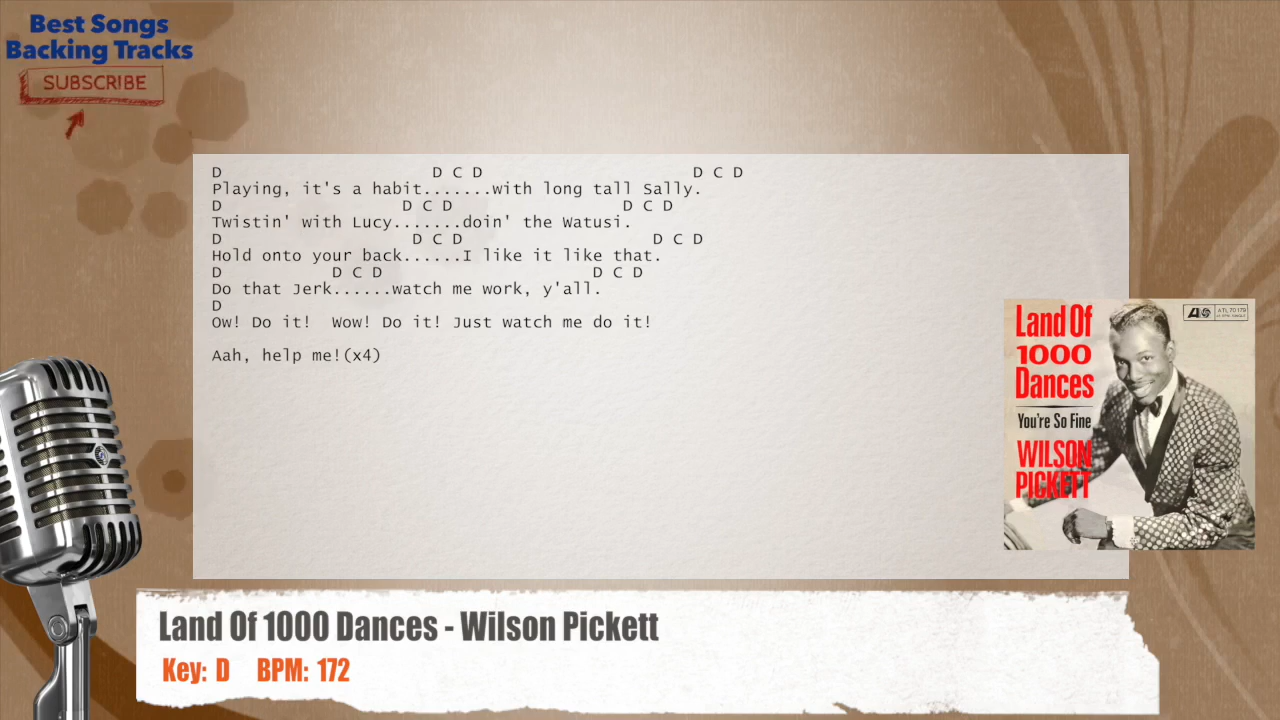 Best Songs
Backing Tracks
SUBSCRIBE
D                     D C D                     D C D
Playing, it's a habit.......with long tall Sally.
D                  D C D                 D C D
Twistin' with Lucy.......doin' the Watusi.
D                   D C D                   D C D
Hold onto your back......I like it like that.
D           D C D                     D C D
Do that Jerk......watch me work, y'all.
D
Ow! Do it!  Wow! Do it! Just watch me do it!
Aah, help me!(x4)
Land Of
1000
Dances
You're So Fine
WILSON
PICKETT
ATL 70 179
Land Of 1000 Dances - Wilson Pickett
Key: D    BPM: 172